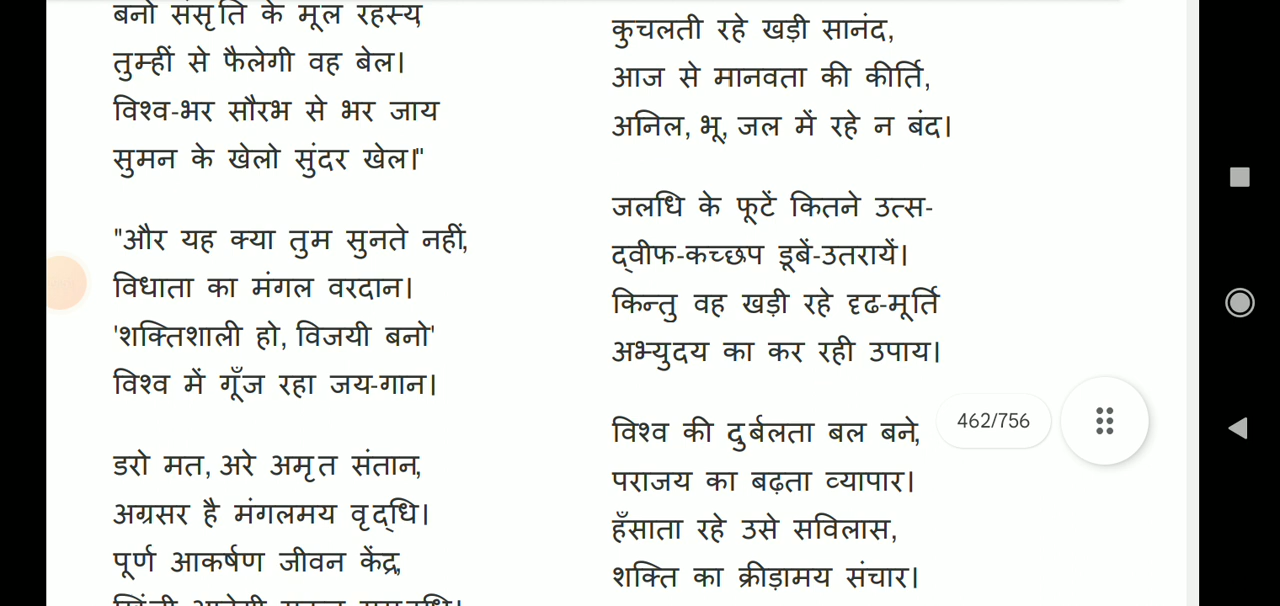 बनो संसृति के मूल रहस्य,
तुम्हीं से फैलेगी वह बेल।
विश्व-भर सौरभ से भर जाय
सुमन के खेलो सुंदर खेल।"
"और यह क्या तुम सुनते नहीं,
विधाता का मंगल वरदान।
'शक्तिशाली हो, विजयी बनो'
विश्व में गूँज रहा जय-गान।
डरो मत, अरे अमृत संतान,
अग्रसर है मंगलमय वृद्धि।
पूर्ण आकर्षण जीवन केंद्र,
कुचलती रहे खड़ी सानंद,
आज से मानवता की कीर्ति,
अनिल, भू, जल में रहे न बंद।
जलधि के फूटें कितने उत्स-
द्वीफ-कच्छप डूबें-उतरायें।
किन्तु वह खड़ी रहे दृढ-मूर्ति
अभ्युदय का कर रही उपाय।
विश्व की दुर्बलता बल बने,
पराजय का बढ़ता व्यापार।
हँसाता रहे उसे सविलास,
शक्ति का क्रीड़ामय संचार।
462/756